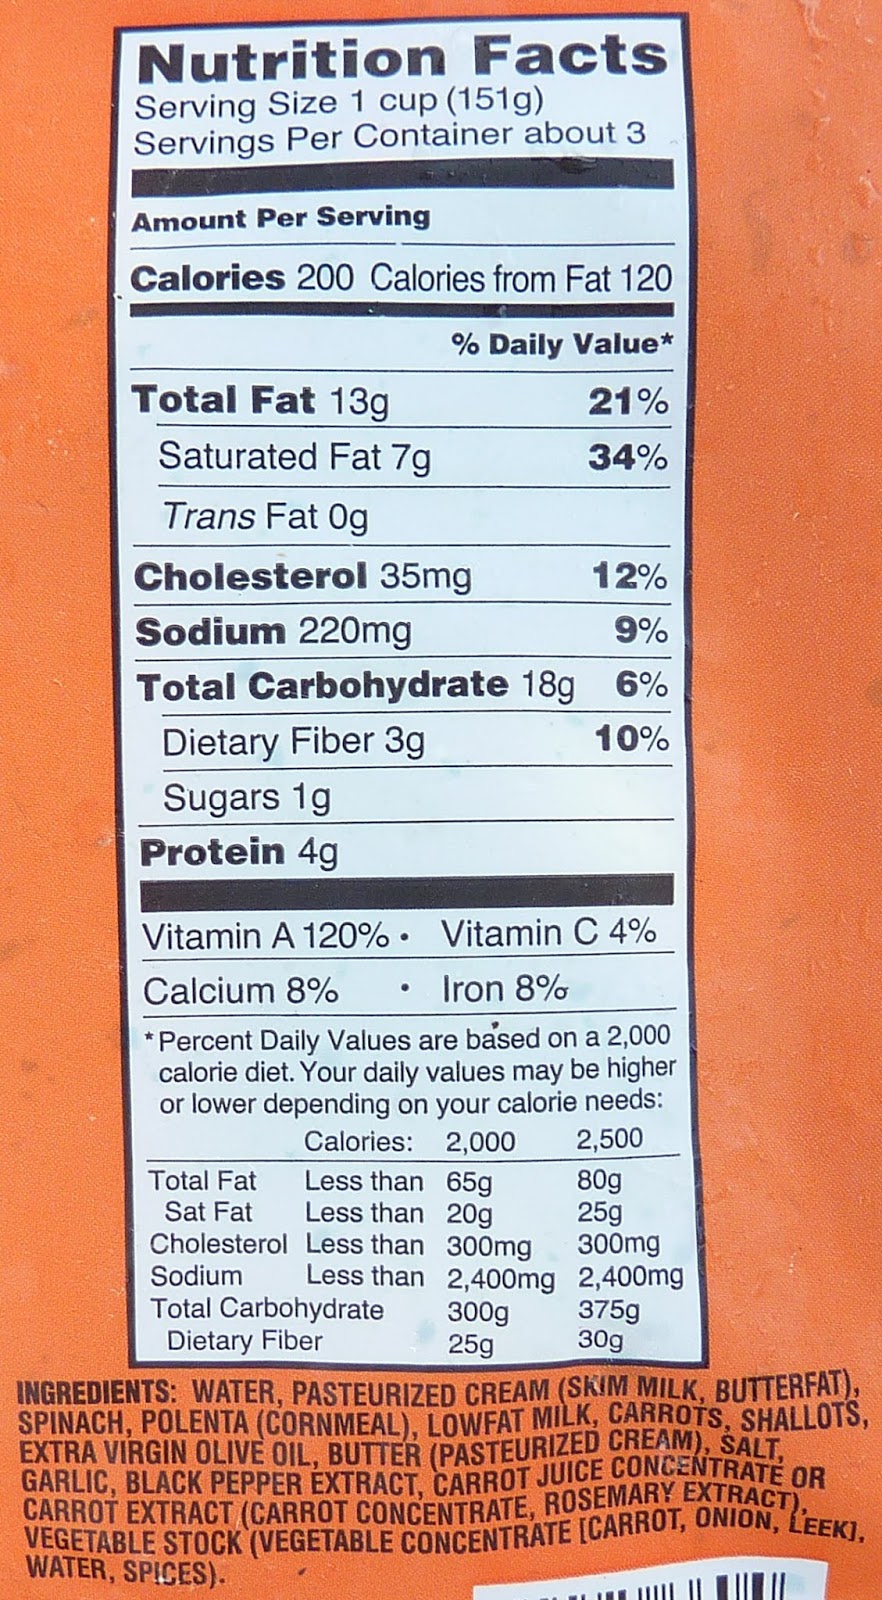 Nutrition Facts
Serving Size 1 cup (151g)
Servings Per Container about 3
Amount Per Serving
Calories 200 Calories from Fat 120
% Daily Value*
Total Fat 13g 21%
Saturated Fat 7g 34%
Trans Fat 0g
Cholesterol 35mg 12%
Sodium 220mg 9%
Total Carbohydrate 18g 6%
Dietary Fiber 3g 10%
Sugars 1g
Protein 4g
Vitamin A 120% • Vitamin C 4%
Calcium 8% • Iron 8%
*Percent Daily Values are based on a 2,000
calorie diet. Your daily values may be higher
or lower depending on your calorie needs:
Calories: 2,000 2,500
Total Fat Less than 65g 80g
Sat Fat Less than 20g 25g
Cholesterol Less than 300mg 300mg
Sodium Less than 2,400mg 2,400mg
Total Carbohydrate 300g 375g
Dietary Fiber 25g 30g
INGREDIENTS: WATER, PASTEURIZED CREAM (SKIM MILK, BUTTERFAT),
SPINACH, POLENTA (CORNMEAL), LOWFAT MILK, CARROTS, SHALLOTS,
EXTRA VIRGIN OLIVE OIL, BUTTER (PASTEURIZED CREAM), SALT,
GARLIC, BLACK PEPPER EXTRACT, CARROT JUICE CONCENTRATE OR
CARROT EXTRACT (CARROT CONCENTRATE, ROSEMARY EXTRACT),
VEGETABLE STOCK (VEGETABLE CONCENTRATE [CARROT, ONION, LEEK],
WATER, SPICES).